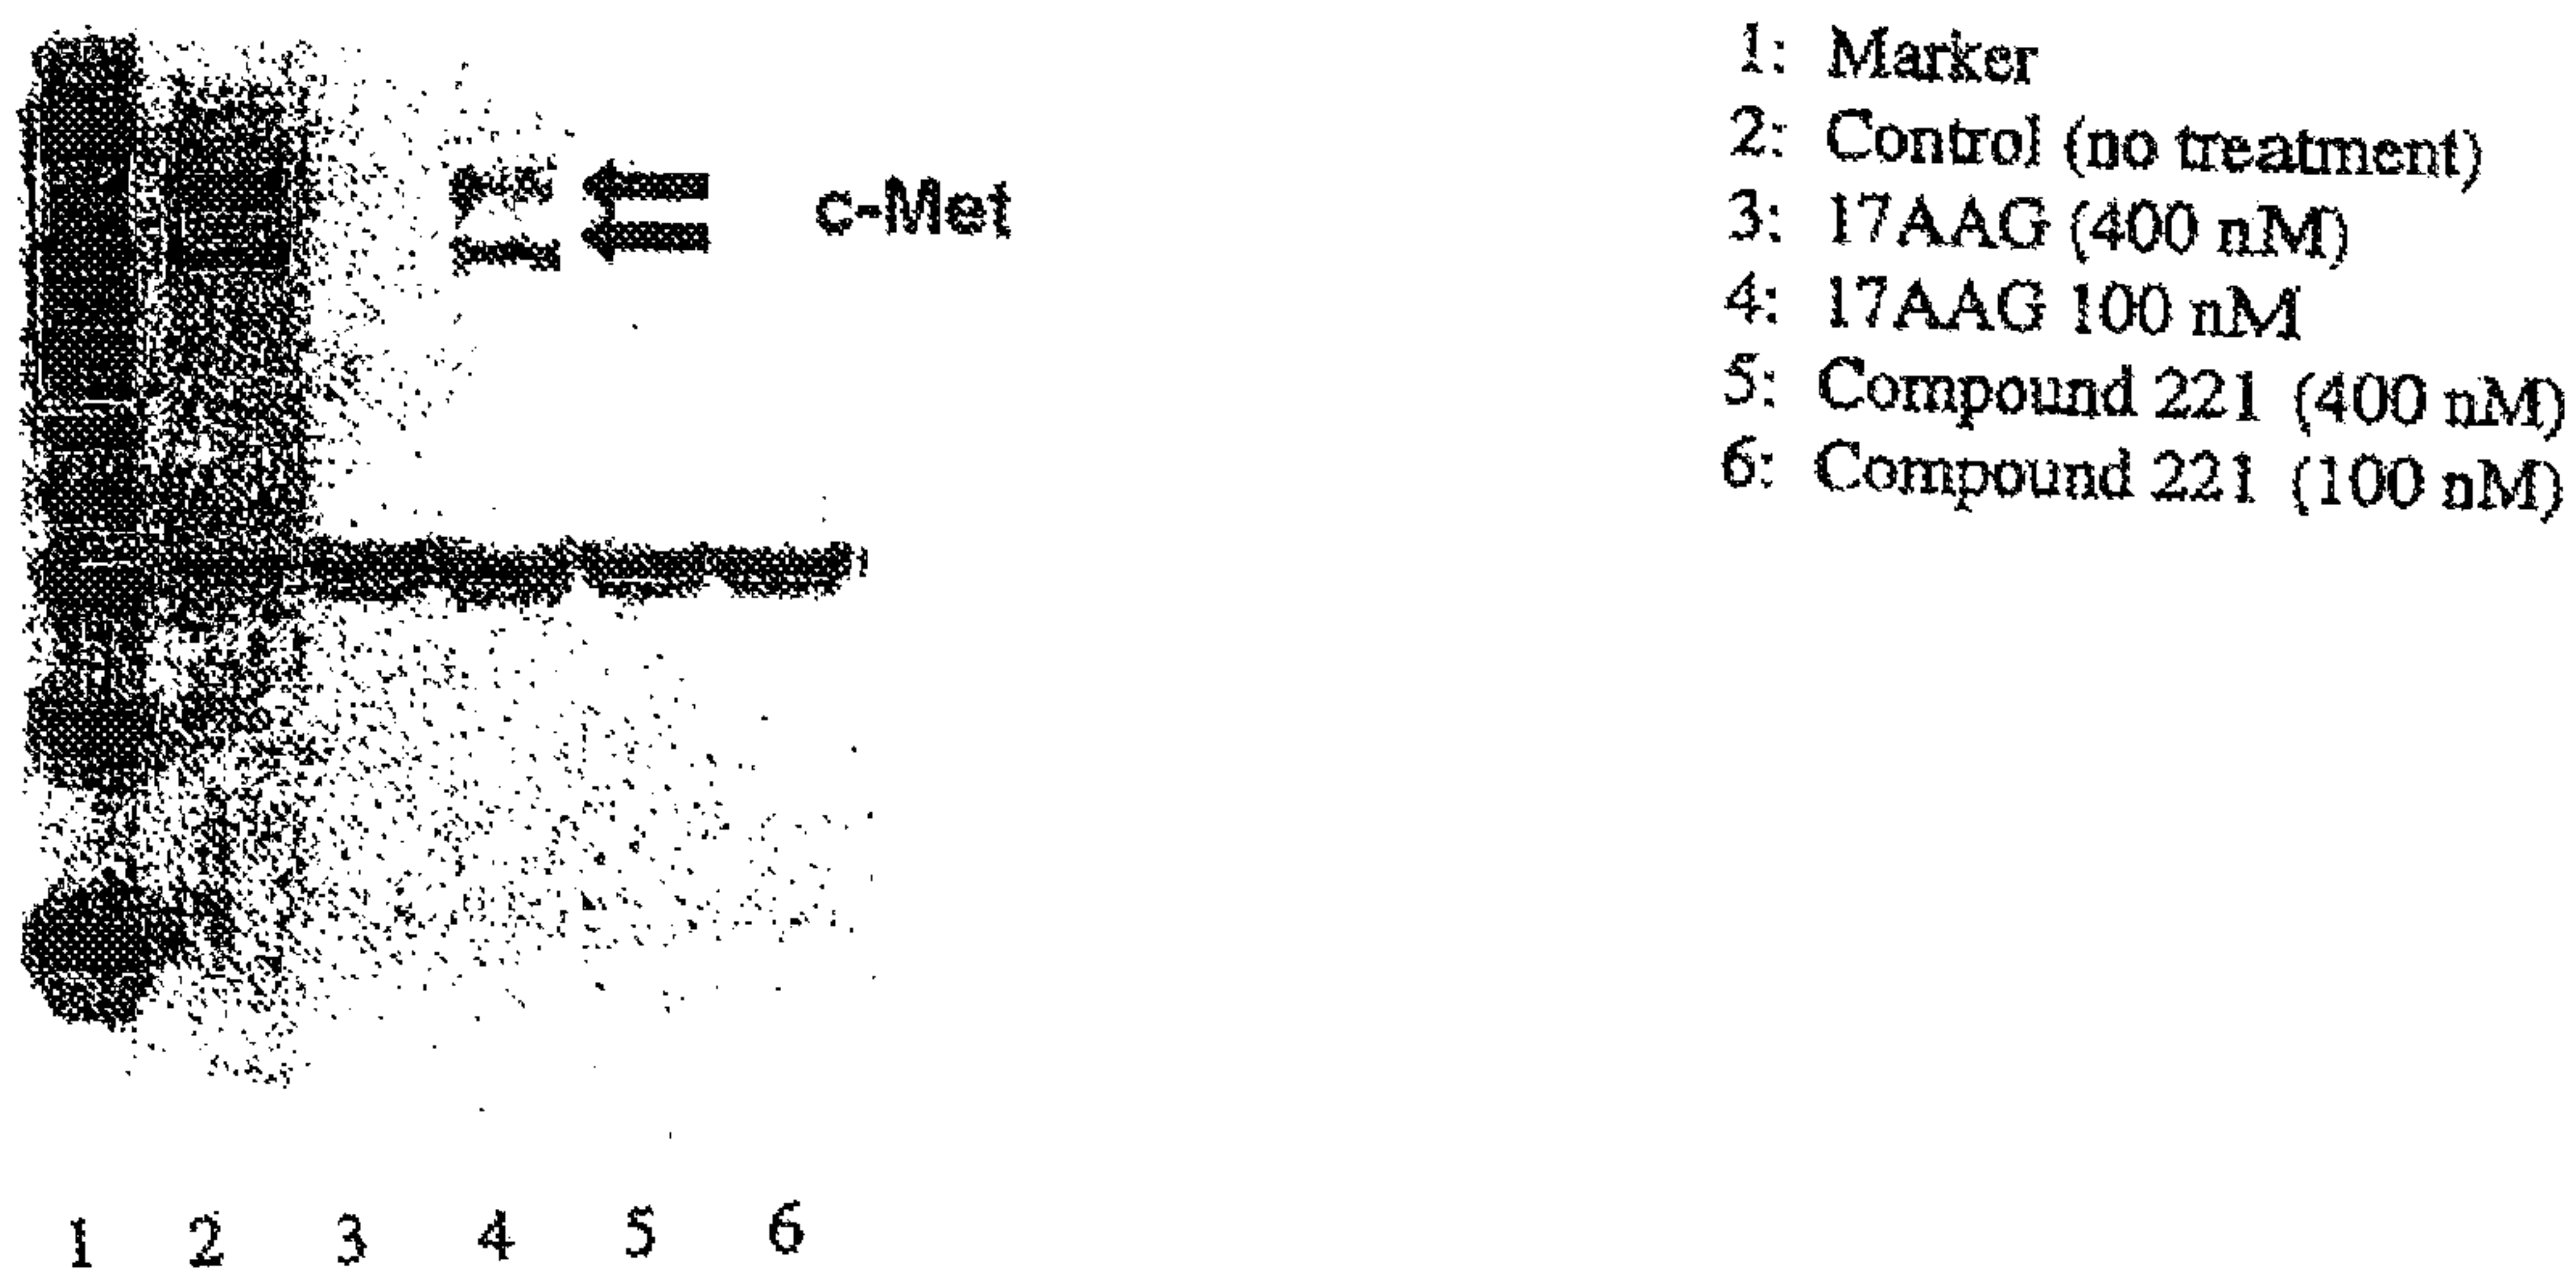 1: Marker
2: Control (no treatment)
3: 17AAG (400 nM)
4: 17AAG 100 nM
5: Compound 221 (400 nM)
6: Compound 221 (100 nM)
c-Met
1 2 3 4 5 6